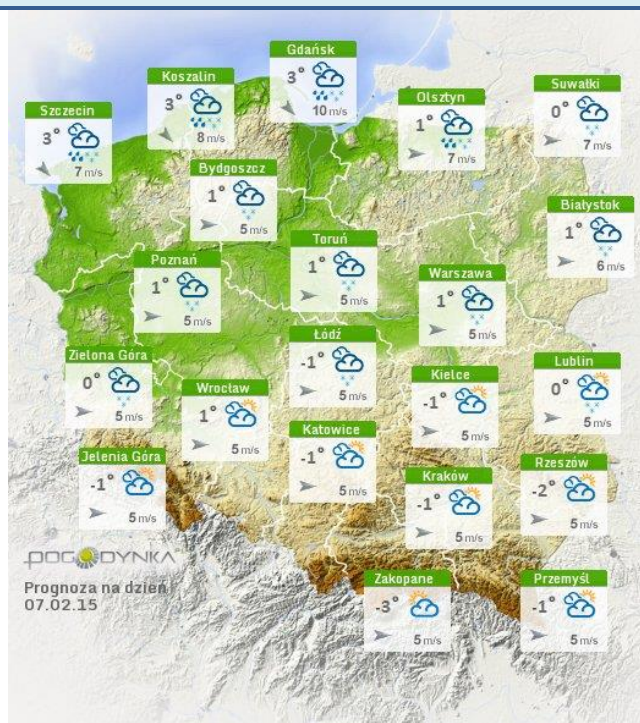 Gdańsk
3°
10 m/s
Koszalin
3°
8 m/s
Suwałki
0°
7 m/s
Olsztyn
1°
7 m/s
Szczecin
3°
7 m/s
Bydgoszcz
1°
5 m/s
Białystok
1°
6 m/s
Toruń
1°
5 m/s
Poznań
1°
5 m/s
Warszawa
1°
5 m/s
Łódź
-1°
5 m/s
Zielona Góra
0°
5 m/s
Lublin
0°
5 m/s
Kielce
-1°
5 m/s
Wrocław
1°
5 m/s
Katowice
-1°
5 m/s
Jelenia Góra
-1°
5 m/s
Rzeszów
-2°
5 m/s
Kraków
-1°
5 m/s
POGODYNKA
Prognoza na dzień
07.02.15
Zakopane
-3°
5 m/s
Przemyśl
-1°
5 m/s